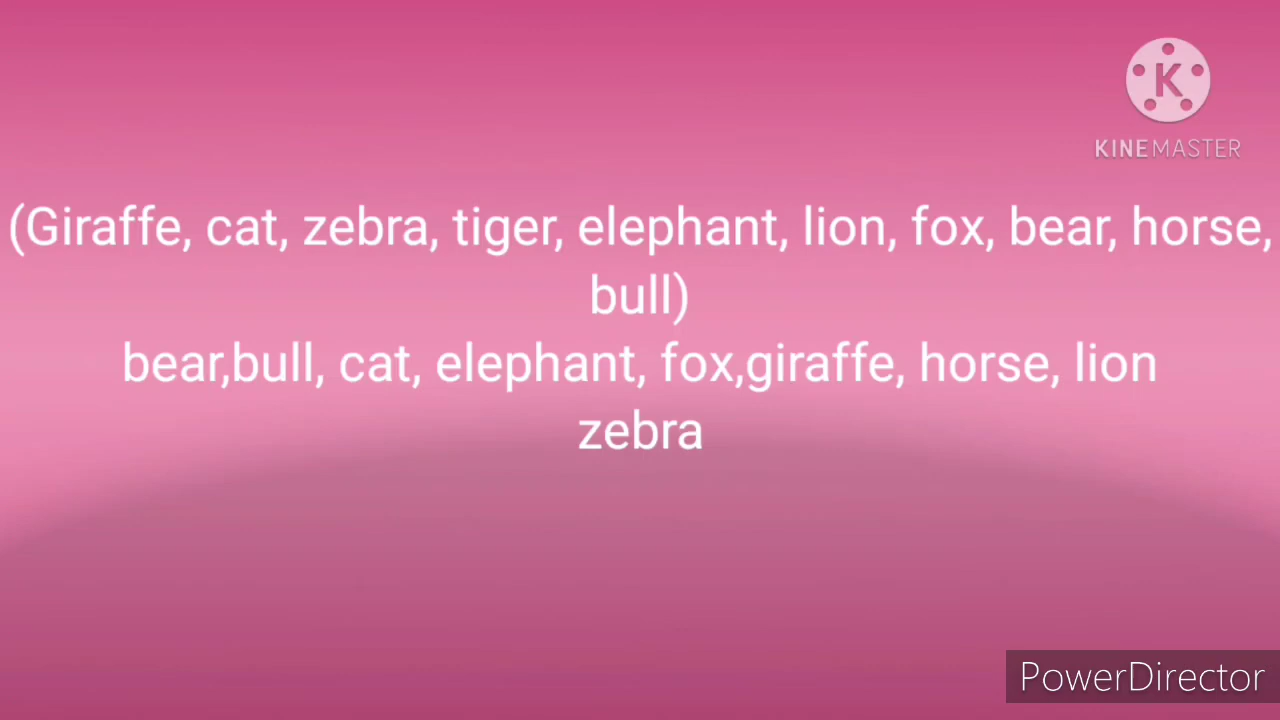 K
KINEMASTER
(Giraffe, cat, zebra, tiger, elephant, lion, fox, bear, horse,
bull)
bear,bull, cat, elephant, fox,giraffe, horse, lion
zebra
PowerDirector